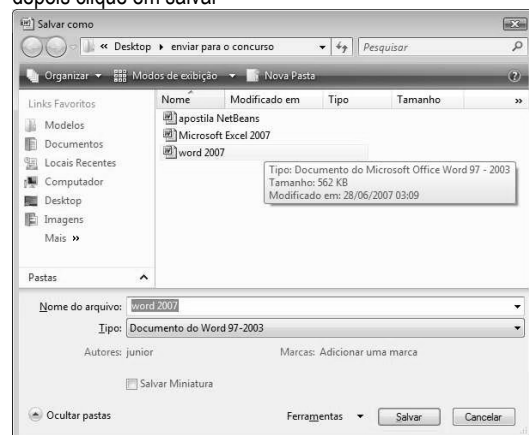 depois clique em salvar
Salvar como
« Desktop ▸ enviar para o concurso
Pesquisar
Organizar
Modos de exibição
Nova Pasta
Links Favoritos
Modelos
Documentos
Locais Recentes
Computador
Desktop
Imagens
Mais »
Pastas
Nome Modificado em Tipo Tamanho »
apostila NetBeans
Microsoft Excel 2007
word 2007
Tipo: Documento do Microsoft Office Word 97 - 2003
Tamanho: 562 KB
Modificado em: 28/06/2007 03:09
Nome do arquivo: word 2007
Tipo: Documento do Word 97-2003
Autores: junior Marcas: Adicionar uma marca
Salvar Miniatura
Ocultar pastas Ferramentas Salvar Cancelar